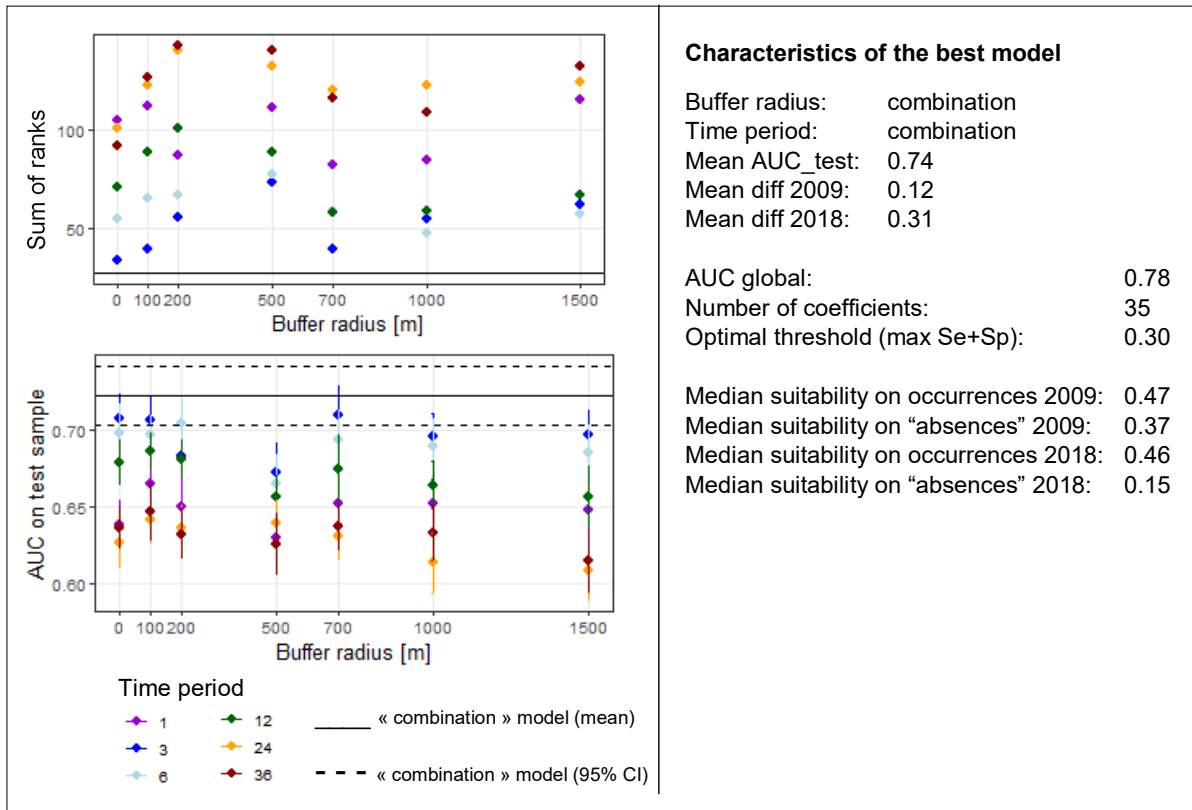 Sum of ranks
100
50
0 100 200 500 700 1000 1500
Buffer radius [m]
AUC on test sample
0.70
0.65
0.60
0 100 200 500 700 1000 1500
Buffer radius [m]
Time period
1
3
6
12
24
36
« combination » model (mean)
« combination » model (95% CI)
Characteristics of the best model
Buffer radius: combination
Time period: combination
Mean AUC_test: 0.74
Mean diff 2009: 0.12
Mean diff 2018: 0.31
AUC global: 0.78
Number of coefficients: 35
Optimal threshold (max Se+Sp): 0.30
Median suitability on occurrences 2009: 0.47
Median suitability on “absences” 2009: 0.37
Median suitability on occurrences 2018: 0.46
Median suitability on “absences” 2018: 0.15